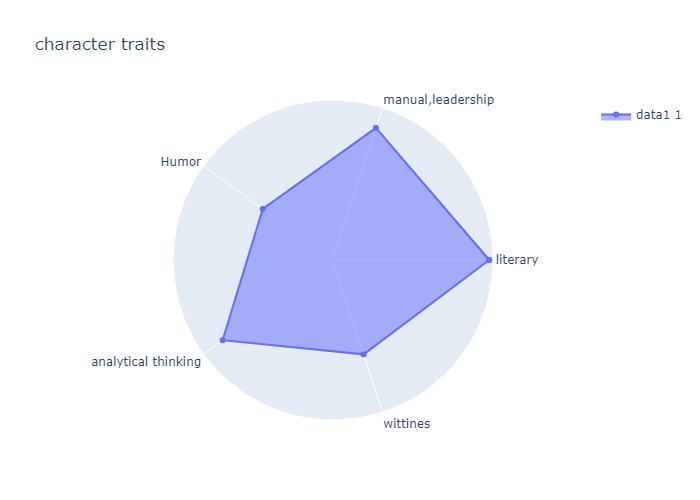 character traits
manual,leadership
data1 1
Humor
literary
analytical thinking
wittines